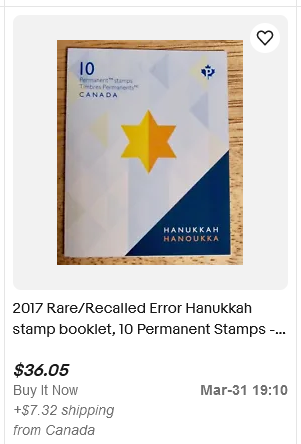 10
Permanent™ stamps
Timbres Permanents™
CANADA
P
HANUKKAH
HANOUKKA
2017 Rare/Recalled Error Hanukkah
stamp booklet, 10 Permanent Stamps -...
$36.05
Buy It Now
Mar-31 19:10
+$7.32 shipping
from Canada